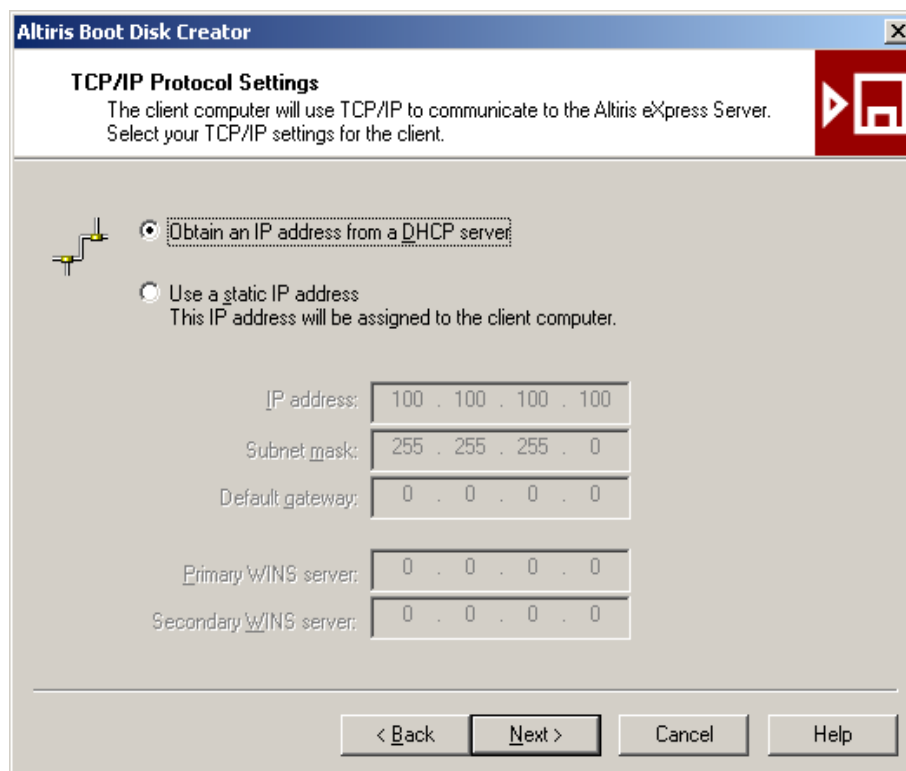 Altiris Boot Disk Creator
TCP/IP Protocol Settings
The client computer will use TCP/IP to communicate to the Altiris eXpress Server.
Select your TCP/IP settings for the client.
Obtain an IP address from a DHCP server
Use a static IP address
This IP address will be assigned to the client computer.
IP address: 100 . 100 . 100 . 100
Subnet mask: 255 . 255 . 255 . 0
Default gateway: 0 . 0 . 0 . 0
Primary WINS server: 0 . 0 . 0 . 0
Secondary WINS server: 0 . 0 . 0 . 0
< Back Next > Cancel Help